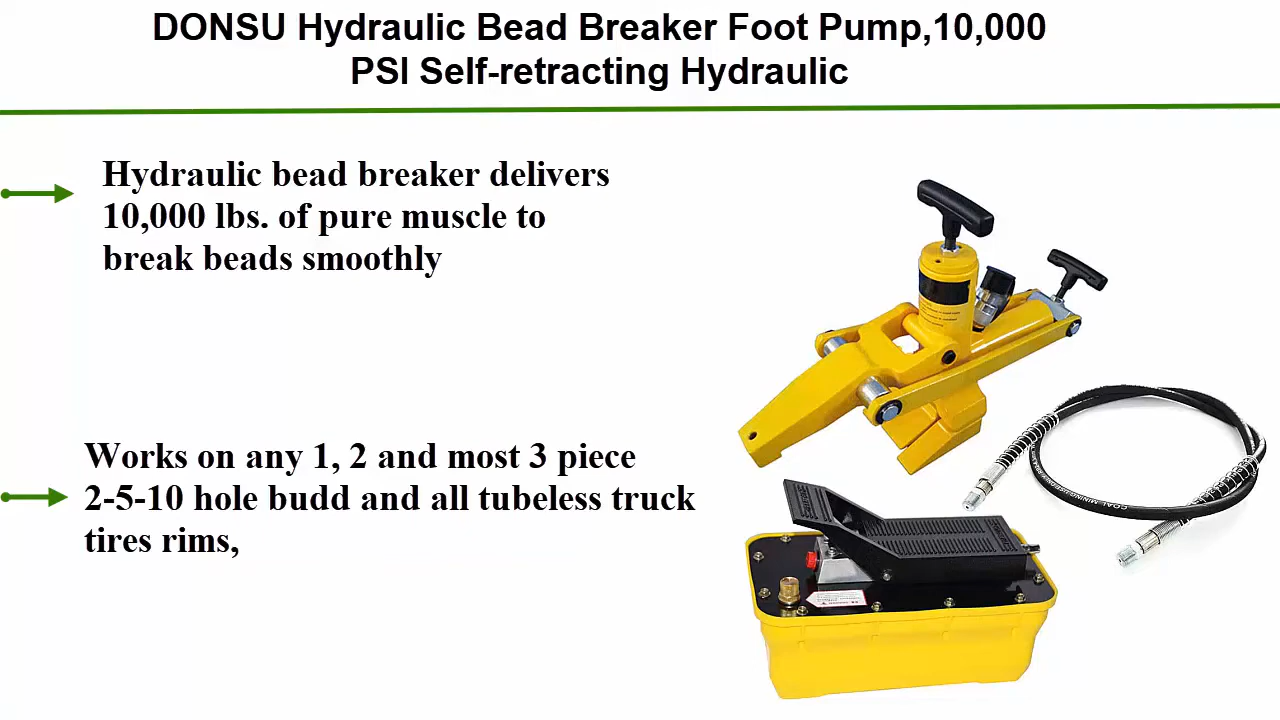 DONSU Hydraulic Bead Breaker Foot Pump,10,000
PSI Self-retracting Hydraulic
Hydraulic bead breaker delivers
10,000 lbs. of pure muscle to
break beads smoothly
Works on any 1, 2 and most 3 piece
2-5-10 hole budd and all tubeless truck
tires rims,